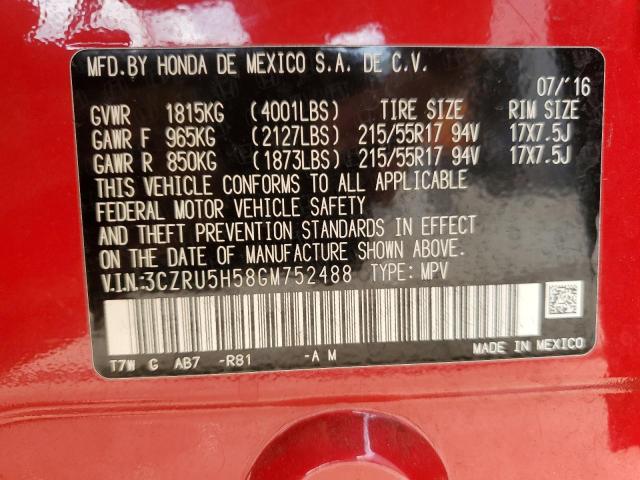 MFD.BY HONDA DE MEXICO S.A. DE C.V.
07/'16
GVWR 1815KG (4001LBS) TIRE SIZE RIM SIZE
GAWR F 965KG (2127LBS) 215/55R17 94V 17X7.5J
GAWR R 850KG (1873LBS) 215/55R17 94V 17X7.5J
THIS VEHICLE CONFORMS TO ALL APPLICABLE
FEDERAL MOTOR VEHICLE SAFETY
AND THEFT PREVENTION STANDARDS IN EFFECT
ON THE DATE OF MANUFACTURE SHOWN ABOVE.
V.I.N.:3CZRU5H58GM752488 TYPE: MPV
T7W G AB7 -R81 -A M MADE IN MEXICO